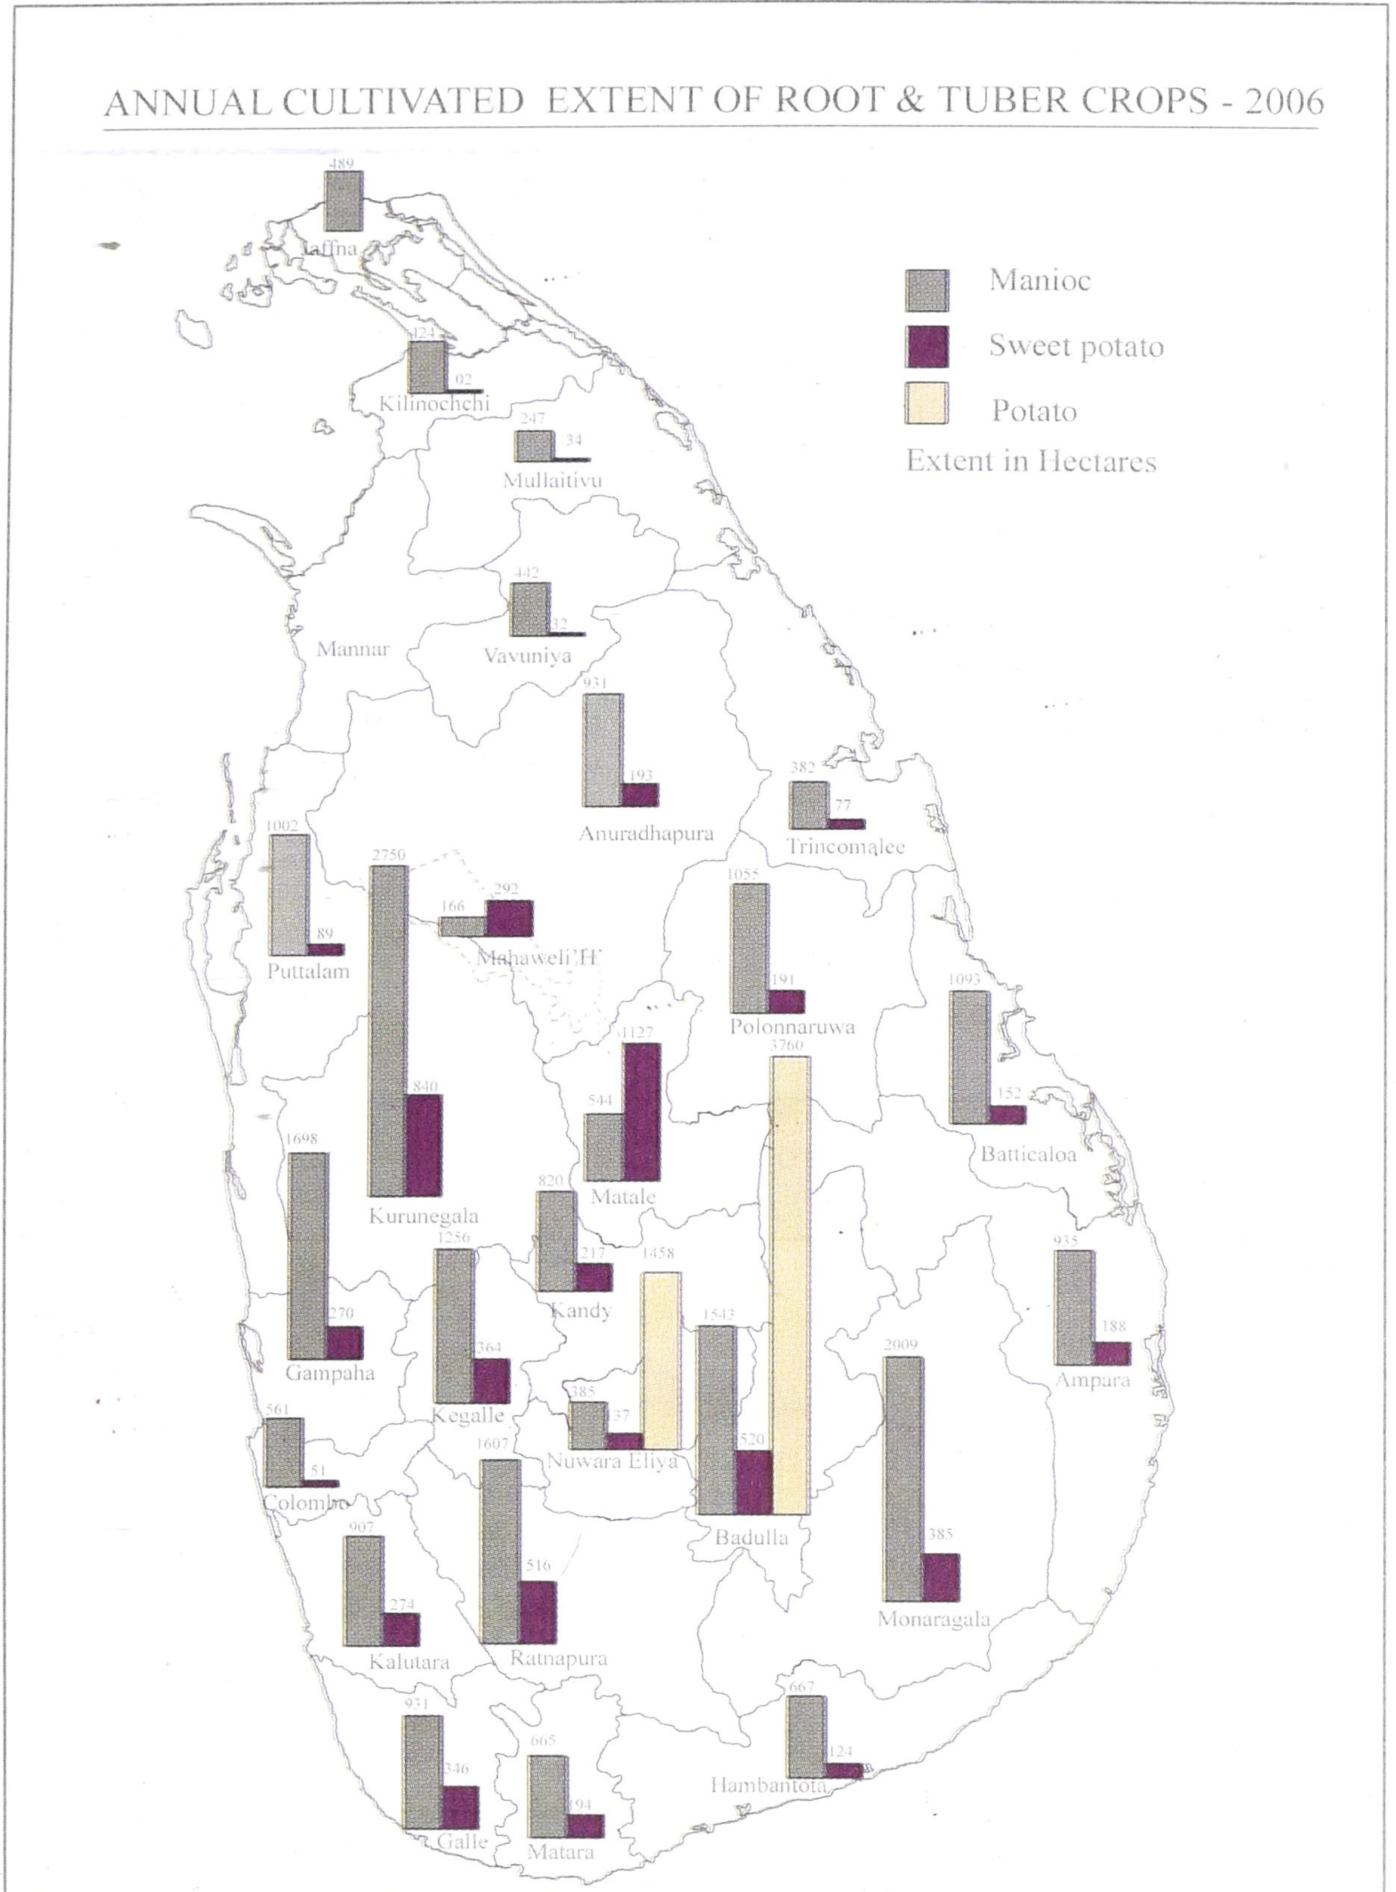 ANNUAL CULTIVATED EXTENT OF ROOT & TUBER CROPS - 2006
489
Jaffna
Manioc
Sweet potato
Potato
Extent in Hectares
424
02
Kilinochchi
247
34
Mullaitivu
442
32
Mannar
Vavuniya
931
193
Anuradhapura
382
77
Trincomalee
1002
89
Puttalam
2750
840
Kurunegala
166
292
Mahaweli 'H'
1055
191
Polonnaruwa
1093
152
Batticaloa
544
1127
Matale
3760
1543
520
Badulla
1698
270
Gampaha
1256
364
Kegalle
820
217
Kandy
1458
385
137
Nuwara Eliya
935
188
Ampara
2009
385
Monaragala
561
51
Colombo
1607
516
Ratnapura
907
274
Kalutara
931
346
Galle
665
194
Matara
667
124
Hambantota